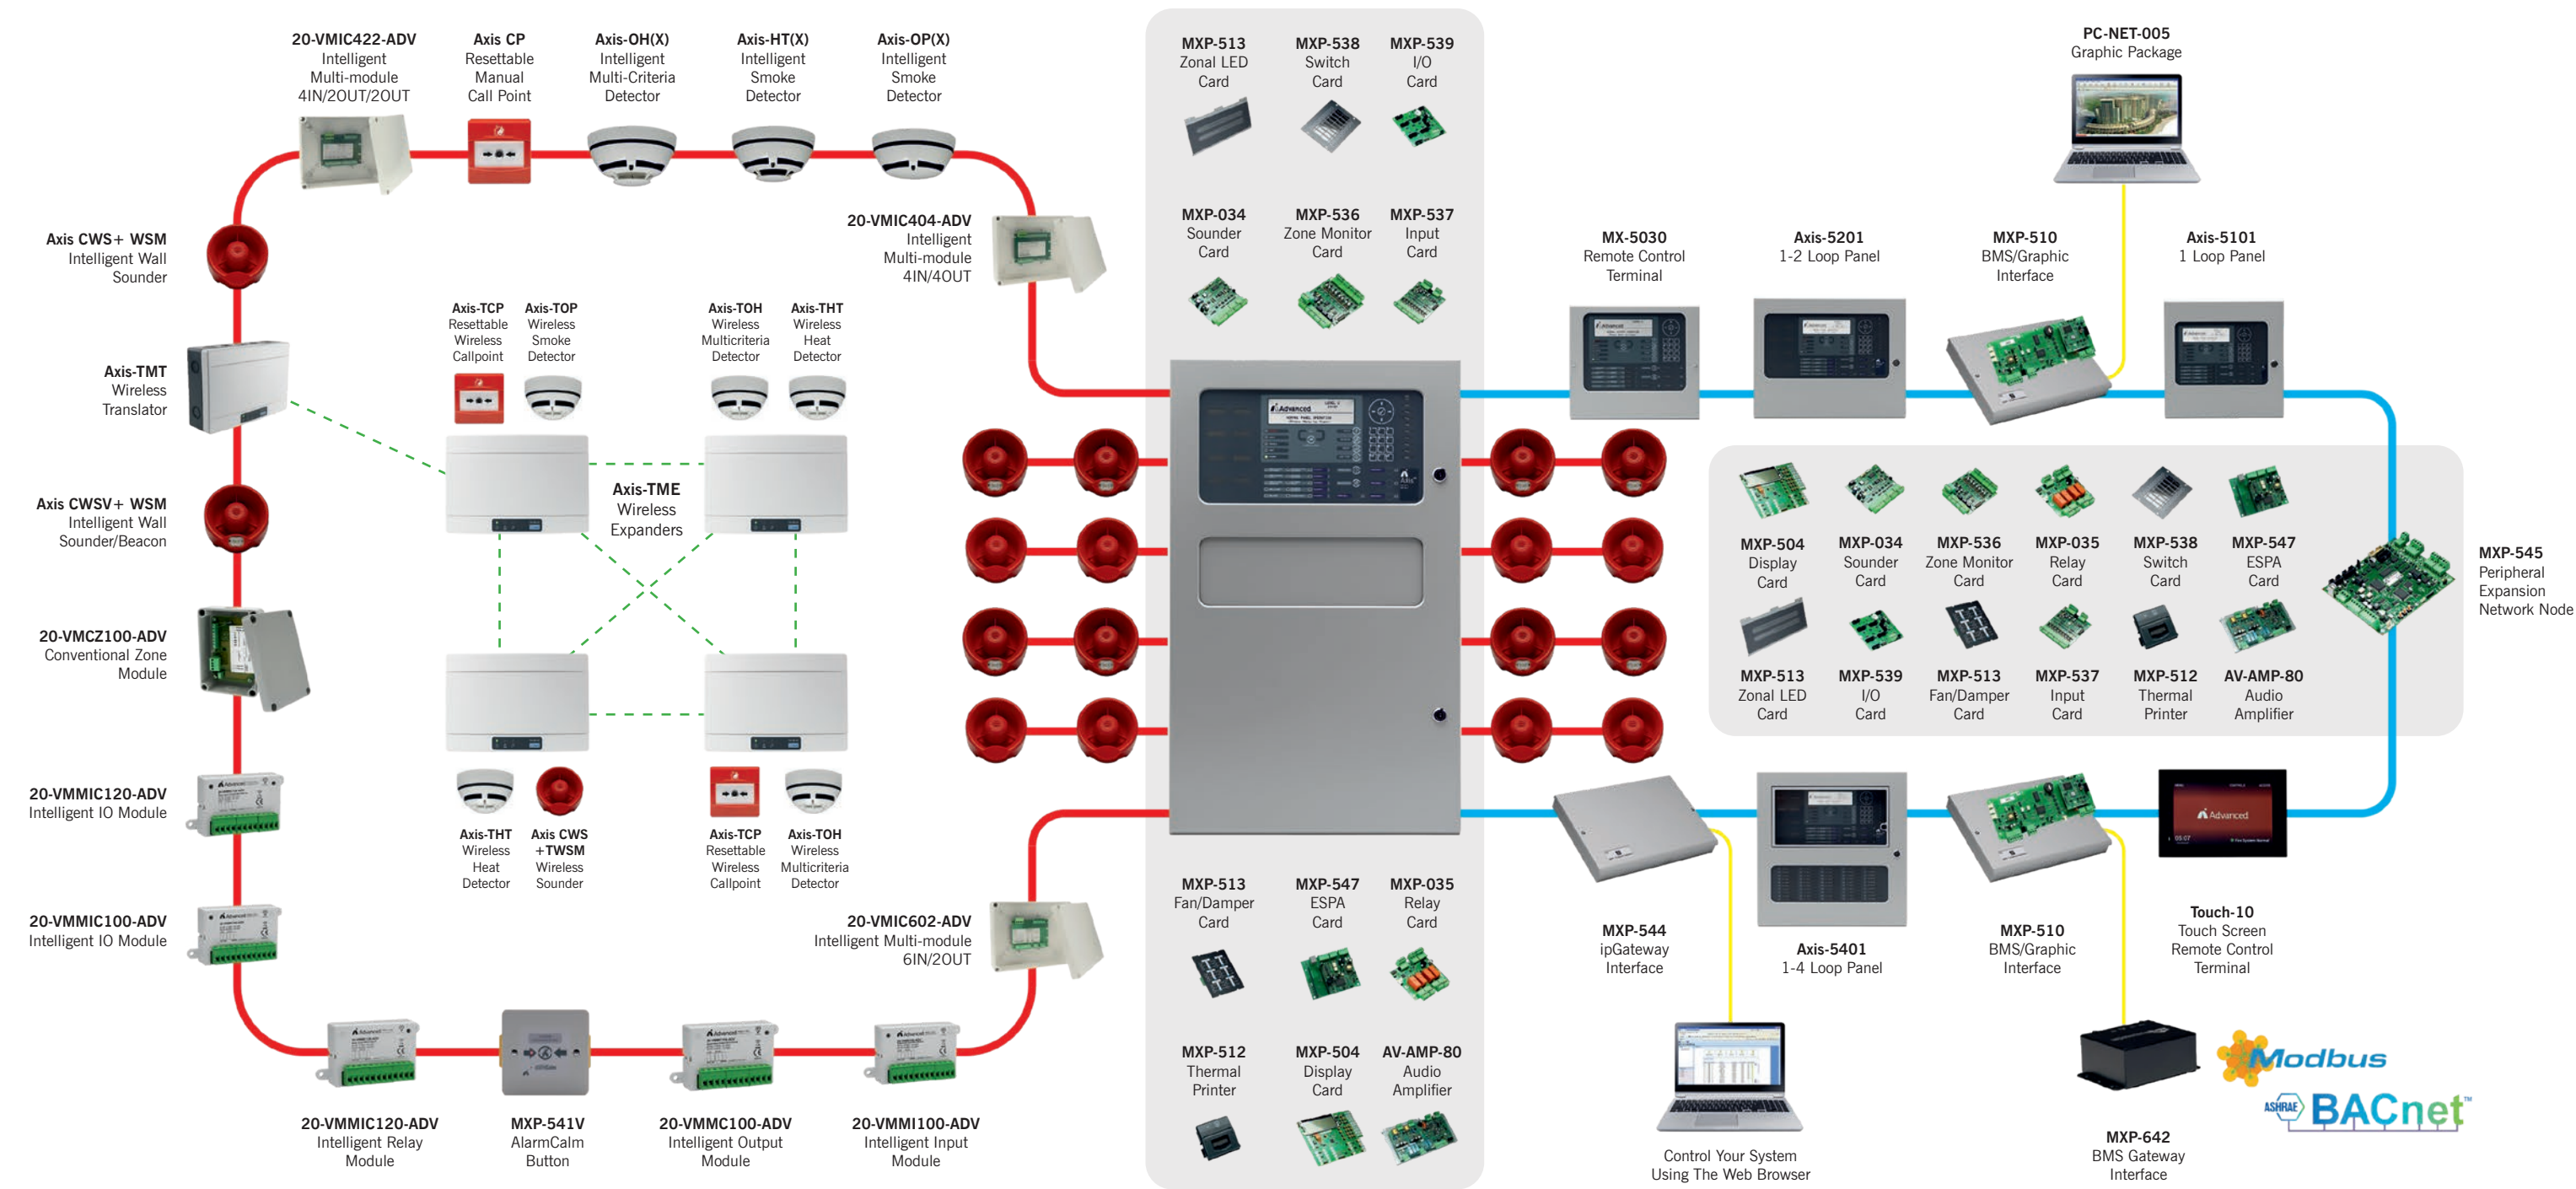 20-VMIC422-ADV
Intelligent
Multi-module
4IN/2OUT/2OUT
Axis CP
Resettable
Manual
Call Point
Axis-OH(X)
Intelligent
Multi-Criteria
Detector
Axis-HT(X)
Intelligent
Smoke
Detector
Axis-OP(X)
Intelligent
Smoke
Detector
20-VMIC404-ADV
Intelligent
Multi-module
4IN/4OUT
Axis CWS+ WSM
Intelligent Wall
Sounder
Axis-TMT
Wireless
Translator
Axis CWSV+ WSM
Intelligent Wall
Sounder/Beacon
20-VMCZ100-ADV
Conventional Zone
Module
20-VMMIC120-ADV
Intelligent IO Module
20-VMMIC100-ADV
Intelligent IO Module
Axis-TCP
Resettable
Wireless
Callpoint
Axis-TOP
Wireless
Smoke
Detector
Axis-TOH
Wireless
Multicriteria
Detector
Axis-THT
Wireless
Heat
Detector
Axis-TME
Wireless
Expanders
Axis-THT
Wireless
Heat
Detector
Axis CWS
+TWSM
Wireless
Sounder
Axis-TCP
Resettable
Wireless
Callpoint
Axis-TOH
Wireless
Multicriteria
Detector
20-VMIC602-ADV
Intelligent Multi-module
6IN/2OUT
20-VMMIC120-ADV
Intelligent Relay
Module
MXP-541V
AlarmCalm
Button
20-VMMC100-ADV
Intelligent Output
Module
20-VMMI100-ADV
Intelligent Input
Module
MXP-513
Zonal LED
Card
MXP-538
Switch
Card
MXP-539
I/O
Card
MXP-034
Sounder
Card
MXP-536
Zone Monitor
Card
MXP-537
Input
Card
Advanced
Axis
MXP-513
Fan/Damper
Card
MXP-547
ESPA
Card
MXP-035
Relay
Card
MXP-512
Thermal
Printer
MXP-504
Display
Card
AV-AMP-80
Audio
Amplifier
PC-NET-005
Graphic Package
MX-5030
Remote Control
Terminal
Axis-5201
1-2 Loop Panel
MXP-510
BMS/Graphic
Interface
Axis-5101
1 Loop Panel
MXP-504
Display
Card
MXP-034
Sounder
Card
MXP-536
Zone Monitor
Card
MXP-035
Relay
Card
MXP-538
Switch
Card
MXP-547
ESPA
Card
MXP-513
Zonal LED
Card
MXP-539
I/O
Card
MXP-513
Fan/Damper
Card
MXP-537
Input
Card
MXP-512
Thermal
Printer
AV-AMP-80
Audio
Amplifier
MXP-545
Peripheral
Expansion
Network Node
MXP-544
ipGateway
Interface
Axis-5401
1-4 Loop Panel
MXP-510
BMS/Graphic
Interface
Advanced
Touch-10
Touch Screen
Remote Control
Terminal
Control Your System
Using The Web Browser
MXP-642
BMS Gateway
Interface
Modbus
ASHRAE BACnet™